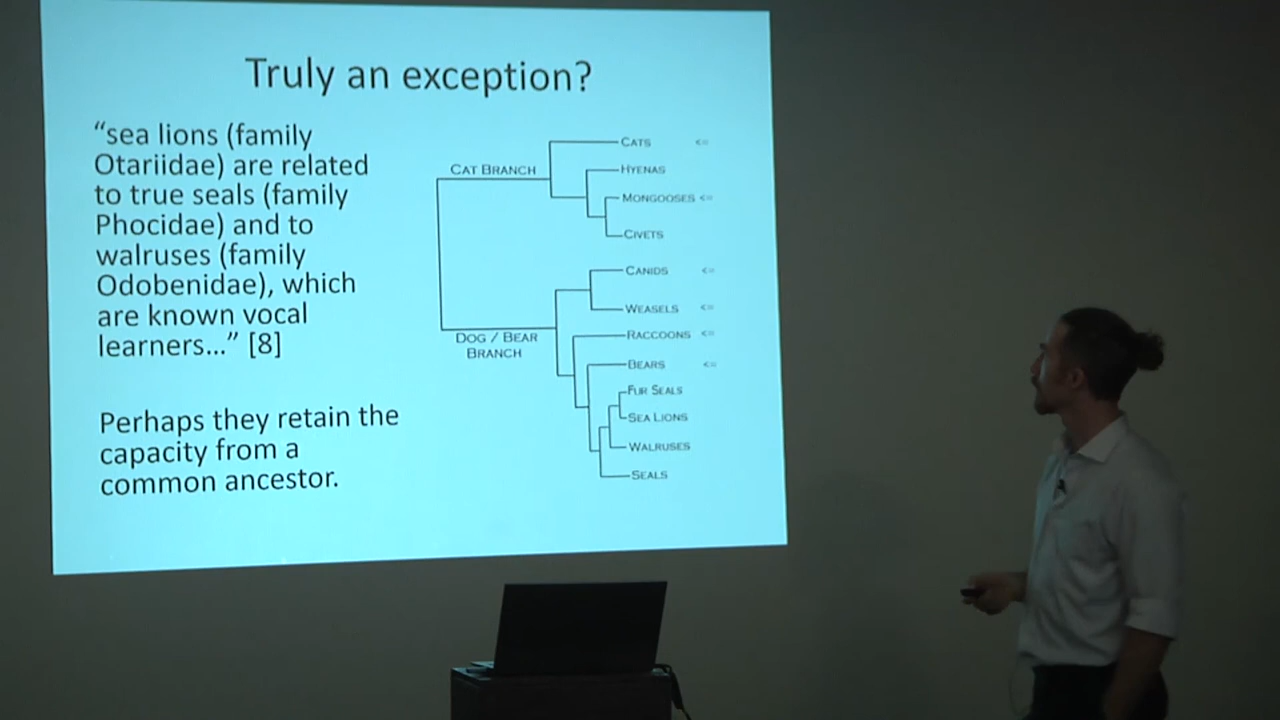 Truly an exception?
“sea lions (family
Otariidae) are related
to true seals (family
Phocidae) and to
walruses (family
Odobenidae), which
are known vocal
learners…” [8]
Perhaps they retain the
capacity from a
common ancestor.
CAT BRANCH
CATS <=
HYENAS
MONGOOSES <=
CIVETS
DOG / BEAR
BRANCH
CANIDS <=
WEASELS <=
RACCOONS <=
BEARS <=
FUR SEALS
SEA LIONS
WALRUSES
SEALS